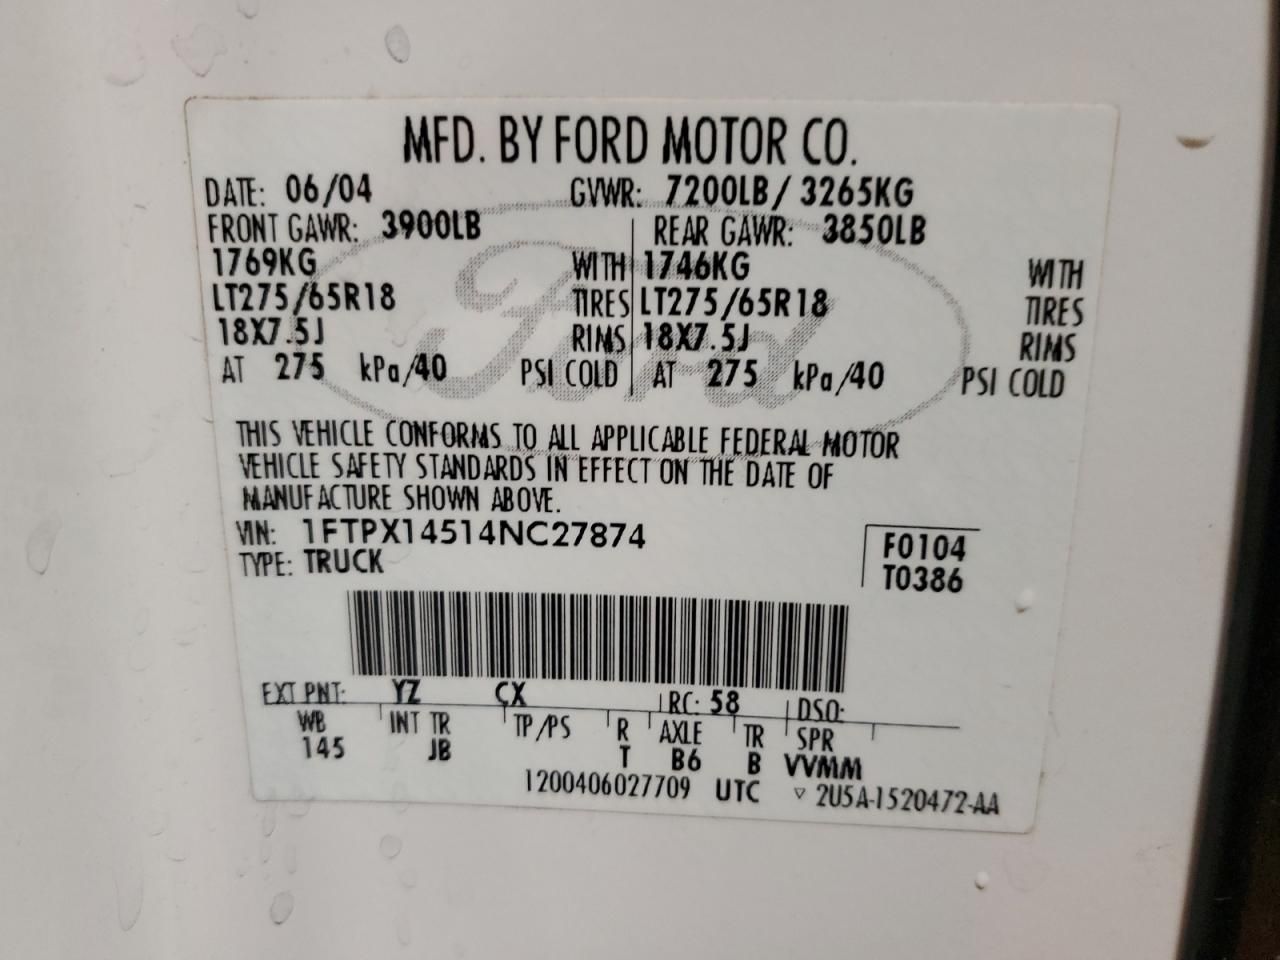 MFD. BY FORD MOTOR CO.
DATE: 06/04 GVWR: 7200LB/ 3265KG
FRONT GAWR: 3900LB REAR GAWR: 3850LB
1769KG WITH 1746KG WITH
LT275/65R18 TIRES LT275/65R18 TIRES
18X7.5J RIMS 18X7.5J RIMS
AT 275 kPa/40 PSI COLD AT 275 kPa/40 PSI COLD
Ford
THIS VEHICLE CONFORMS TO ALL APPLICABLE FEDERAL MOTOR
VEHICLE SAFETY STANDARDS IN EFFECT ON THE DATE OF
MANUFACTURE SHOWN ABOVE.
VIN: 1FTPX14514NC27874 F0104
TYPE: TRUCK T0386
EXT PNT: YZ CX RC: 58 DSO:
WB INT TR TP/PS R AXLE TR SPR
145 JB T B6 B VVMM
1200406027709 UTC ▽ 2U5A-1520472-AA